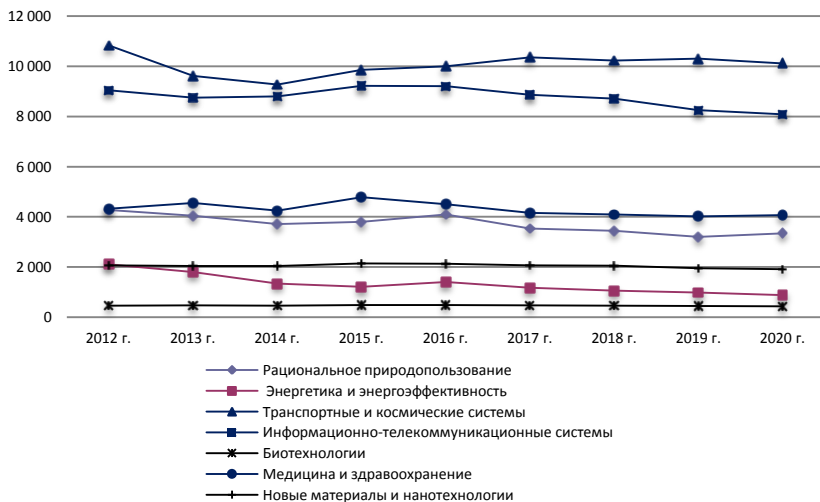 12 000
10 000
8 000
6 000
4 000
2 000
0
2012 г. 2013 г. 2014 г. 2015 г. 2016 г. 2017 г. 2018 г. 2019 г. 2020 г.
Рациональное природопользование
Энергетика и энергоэффективность
Транспортные и космические системы
Информационно-телекоммуникационные системы
Биотехнологии
Медицина и здравоохранение
Новые материалы и нанотехнологии